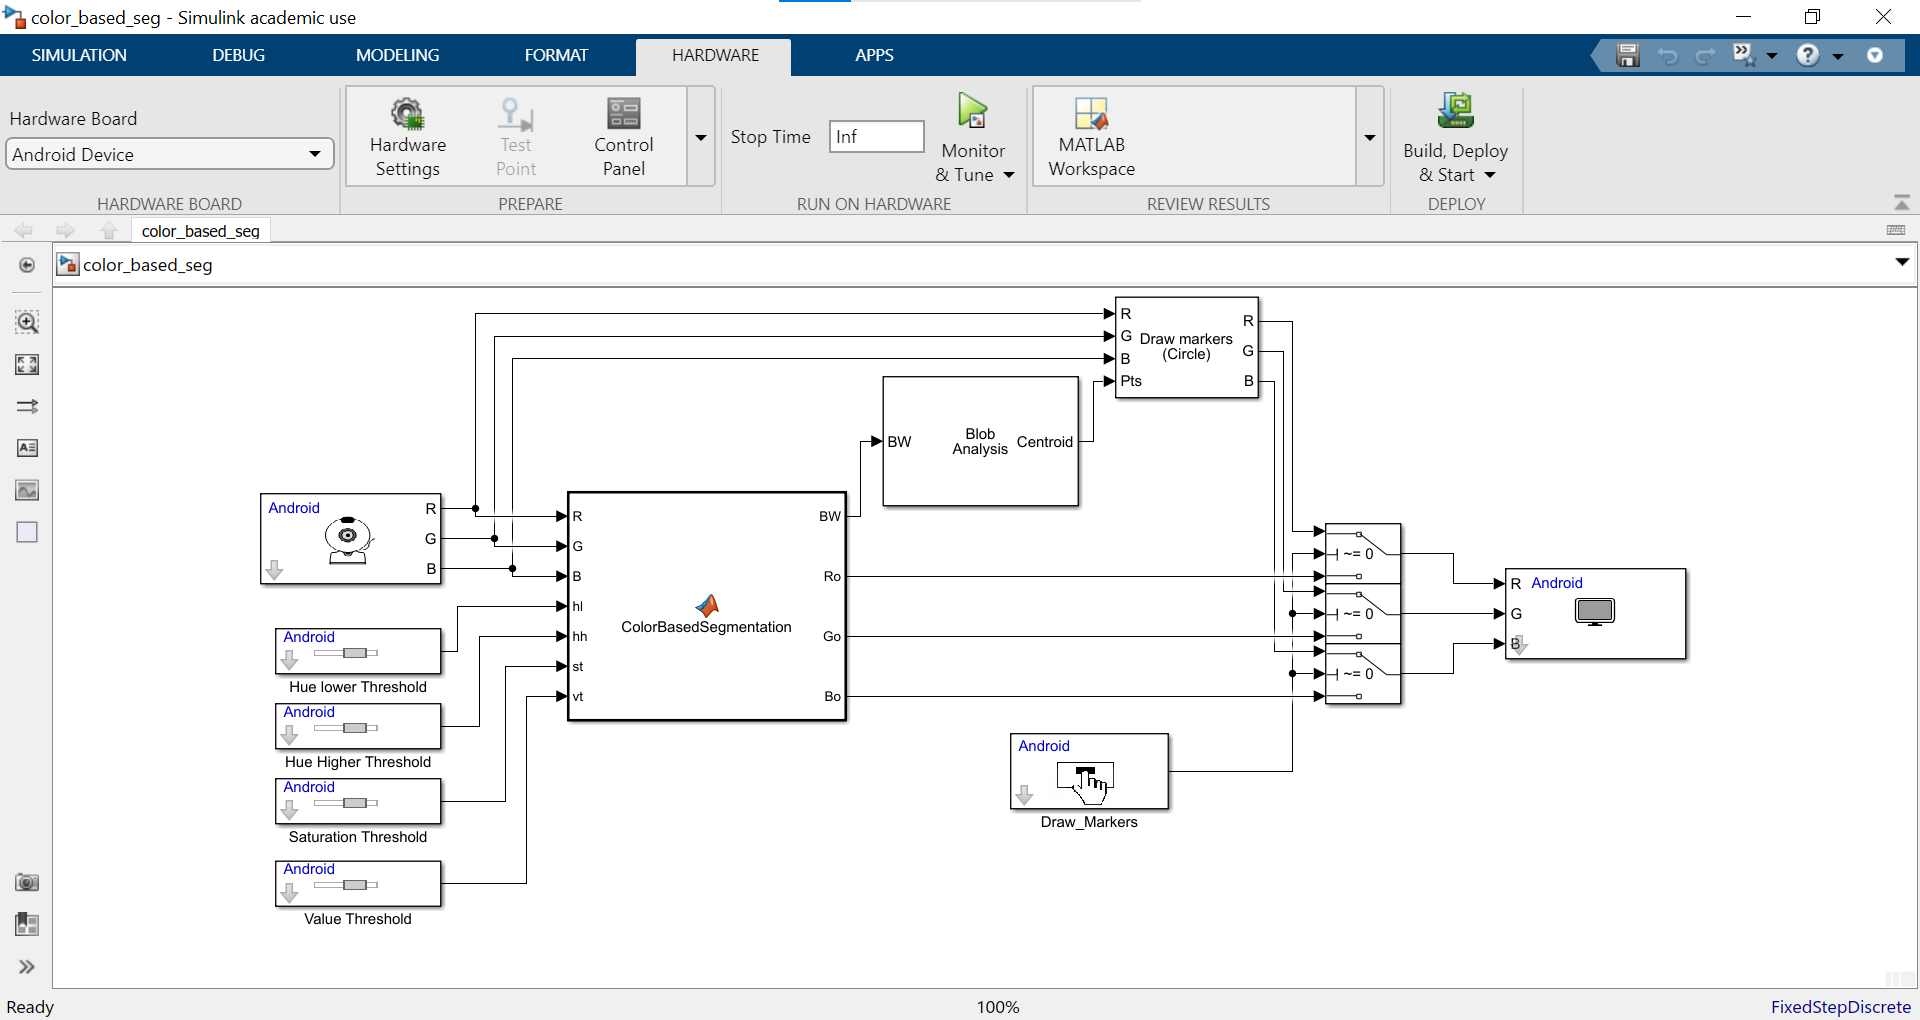 color_based_seg - Simulink academic use
SIMULATION
DEBUG
MODELING
FORMAT
HARDWARE
APPS
Hardware Board
Android Device
HARDWARE BOARD
Hardware
Settings
Test
Point
Control
Panel
PREPARE
Stop Time
Inf
Monitor
& Tune
RUN ON HARDWARE
MATLAB
Workspace
REVIEW RESULTS
Build, Deploy
& Start
DEPLOY
color_based_seg
color_based_seg
R
G
B
Pts
Draw markers
(Circle)
R
G
B
BW
Blob
Analysis
Centroid
Android
R
G
B
R
G
B
hl
hh
st
vt
ColorBasedSegmentation
BW
Ro
Go
Bo
~= 0
~= 0
~= 0
R
G
B
Android
Android
Hue lower Threshold
Android
Hue Higher Threshold
Android
Saturation Threshold
Android
Value Threshold
Android
Draw_Markers
Ready
100%
FixedStepDiscrete